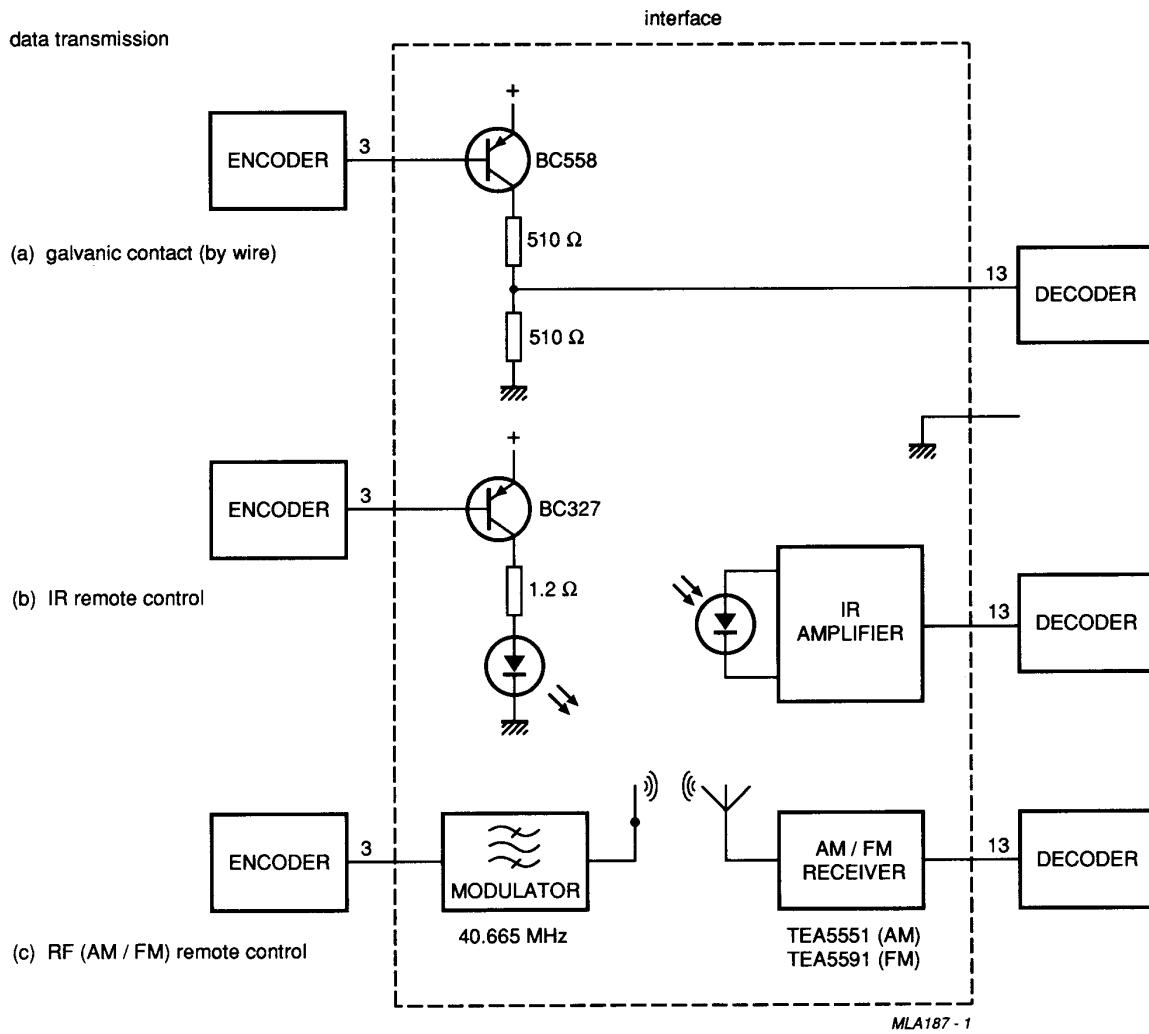 data transmission
interface
+
ENCODER
3
BC558
(a) galvanic contact (by wire)
510 Ω
13
DECODER
510 Ω
+
ENCODER
3
BC327
(b) IR remote control
1.2 Ω
IR
AMPLIFIER
13
DECODER
ENCODER
3
MODULATOR
40.665 MHz
AM / FM
RECEIVER
13
DECODER
TEA5551 (AM)
TEA5591 (FM)
(c) RF (AM / FM) remote control
MLA187 - 1